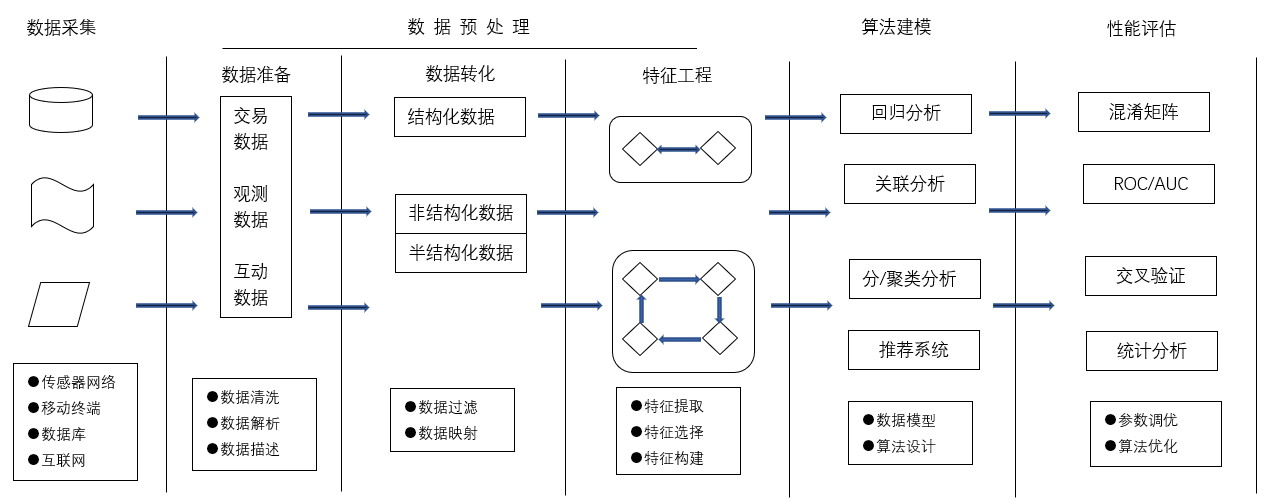 数据采集
数据预处理
算法建模
性能评估
数据准备
数据转化
特征工程
交易
数据
观测
数据
互动
数据
结构化数据
非结构化数据
半结构化数据
回归分析
关联分析
分/聚类分析
推荐系统
混淆矩阵
ROC/AUC
交叉验证
统计分析
●传感器网络
●移动终端
●数据库
●互联网
●数据清洗
●数据解析
●数据描述
●数据过滤
●数据映射
●特征提取
●特征选择
●特征构建
●数据模型
●算法设计
●参数调优
●算法优化